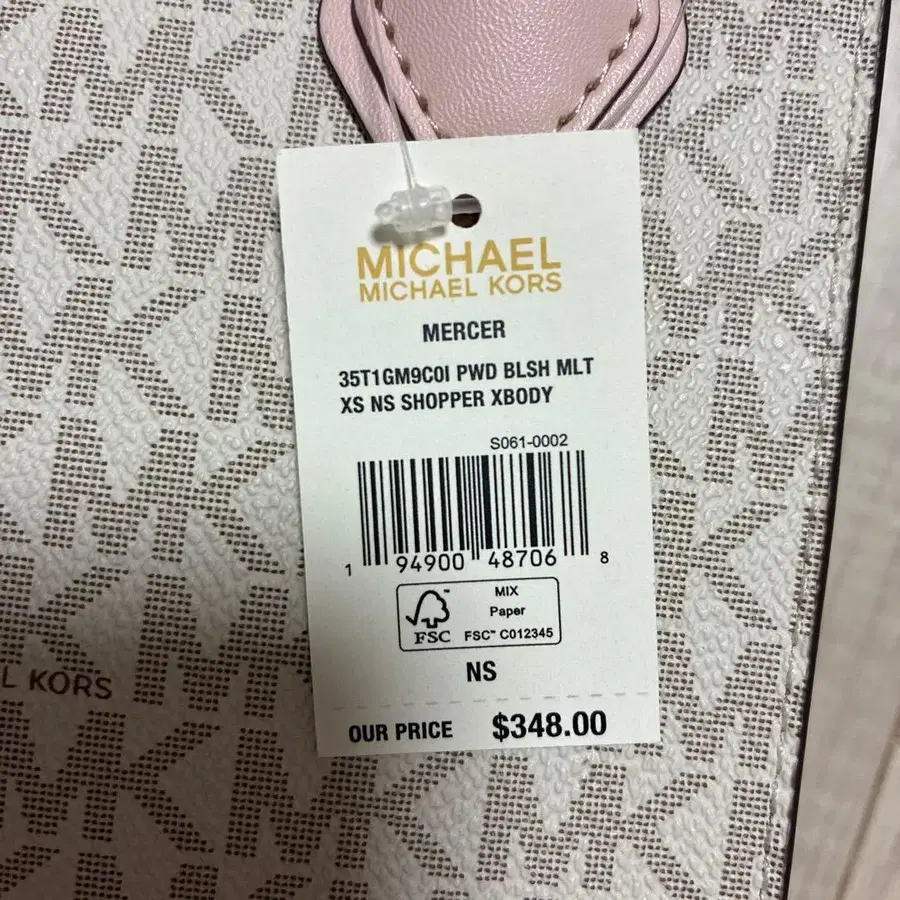 MICHAEL
MICHAEL KORS
MERCER
35T1GM9C0I PWD BLSH MLT
XS NS SHOPPER XBODY
S061-0002
1 94900 48706 8
FSC
MIX
Paper
FSC™ C012345
NS
L KORS
OUR PRICE $348.00